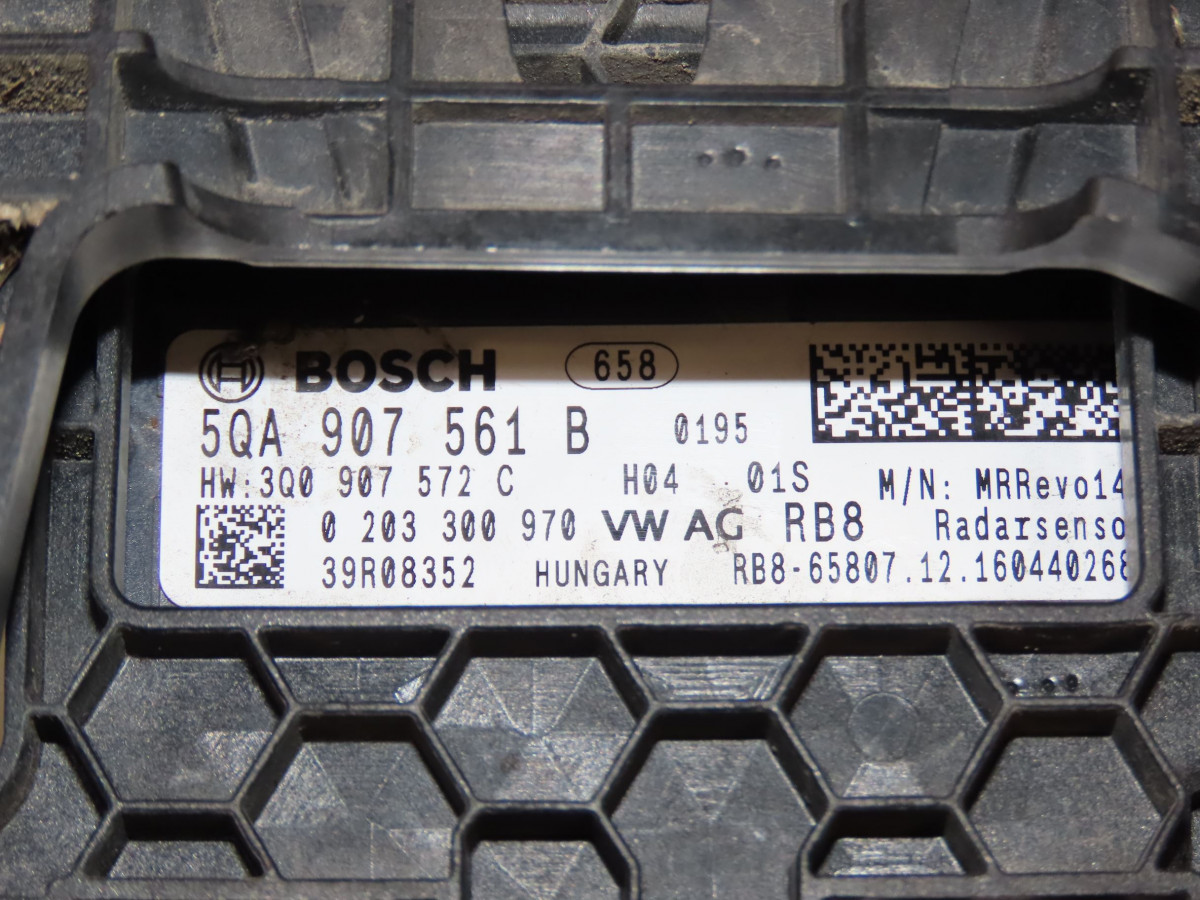 BOSCH 658
5QA 907 561 B 0195
HW:3Q0 907 572 C H04 01S M/N: MRRevo14
0 203 300 970 VW AG RB8 Radarsenso
39R08352 HUNGARY RB8-65807.12.160440268